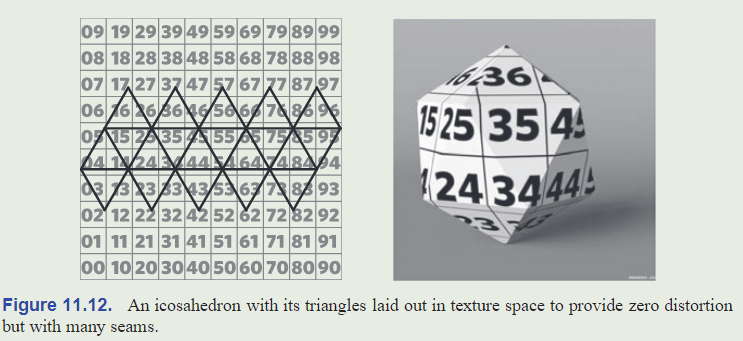 09 19 29 39 49 59 69 79 89 99
08 18 28 38 48 58 68 78 88 98
07 17 27 37 47 57 67 77 87 97
06 16 26 36 46 56 66 76 86 96
05 15 25 35 45 55 65 75 85 95
04 14 24 34 44 54 64 74 84 94
03 13 23 33 43 53 63 73 83 93
02 12 22 32 42 52 62 72 82 92
01 11 21 31 41 51 61 71 81 91
00 10 20 30 40 50 60 70 80 90
36
15 25 35 45
24 34 44
Figure 11.12. An icosahedron with its triangles laid out in texture space to provide zero distortion
but with many seams.